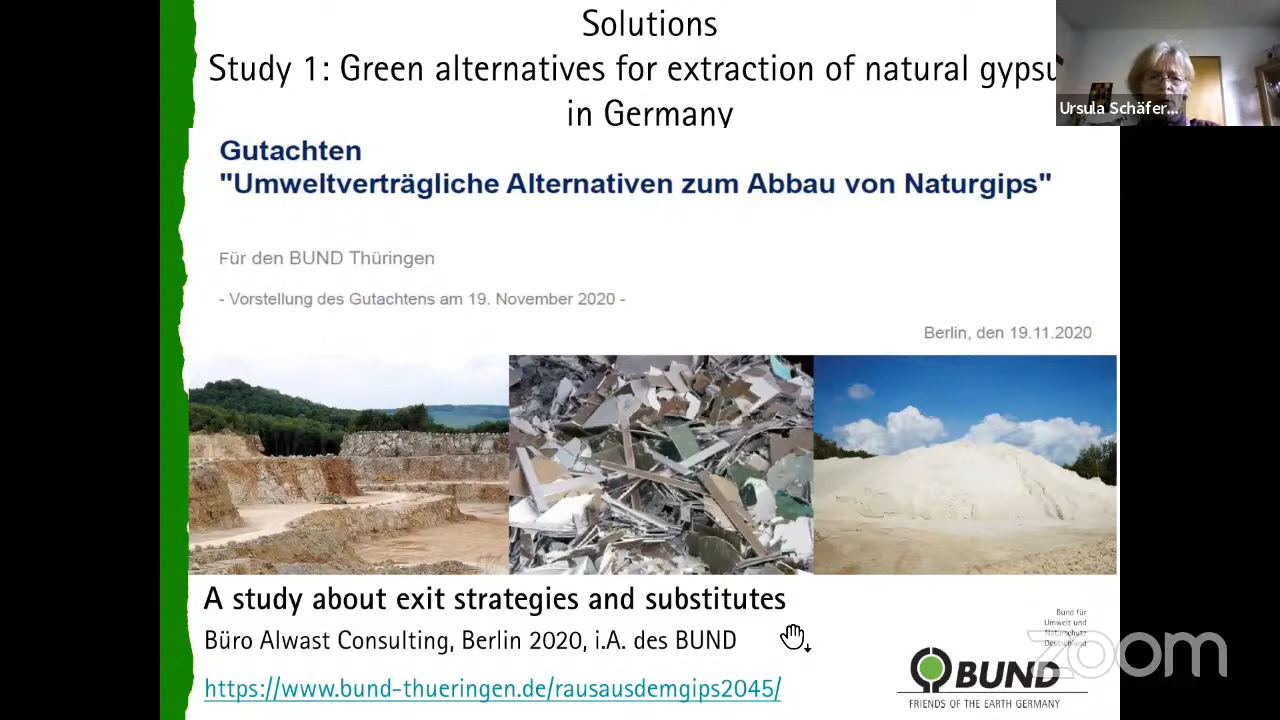 Solutions
Study 1: Green alternatives for extraction of natural gypsu
in Germany
Ursula Schäfer...
Gutachten
"Umweltverträgliche Alternativen zum Abbau von Naturgips"
Für den BUND Thüringen
- Vorstellung des Gutachtens am 19. November 2020 -
Berlin, den 19.11.2020
A study about exit strategies and substitutes
Büro Alwast Consulting, Berlin 2020, i.A. des BUND
https://www.bund-thueringen.de/rausausdemgips2045/
Bund für
Umwelt und
Naturschutz
Deutschland
zoom
BUND
FRIENDS OF THE EARTH GERMANY